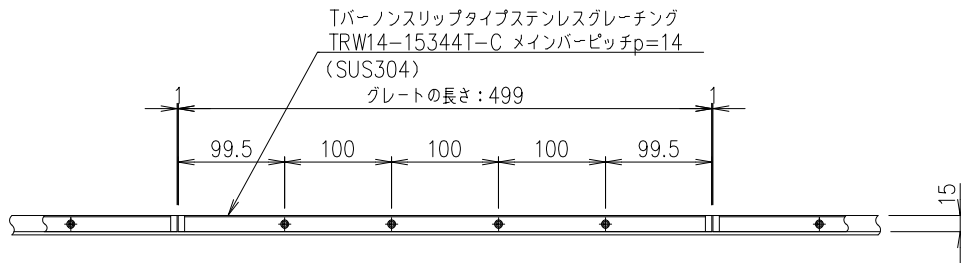 Tバーノンスリップタイプステンレスグレーチング
TRW14-15344T-C メインバーピッチp=14
(SUS304)
1 グレートの長さ:499 1
99.5 100 100 100 99.5
15